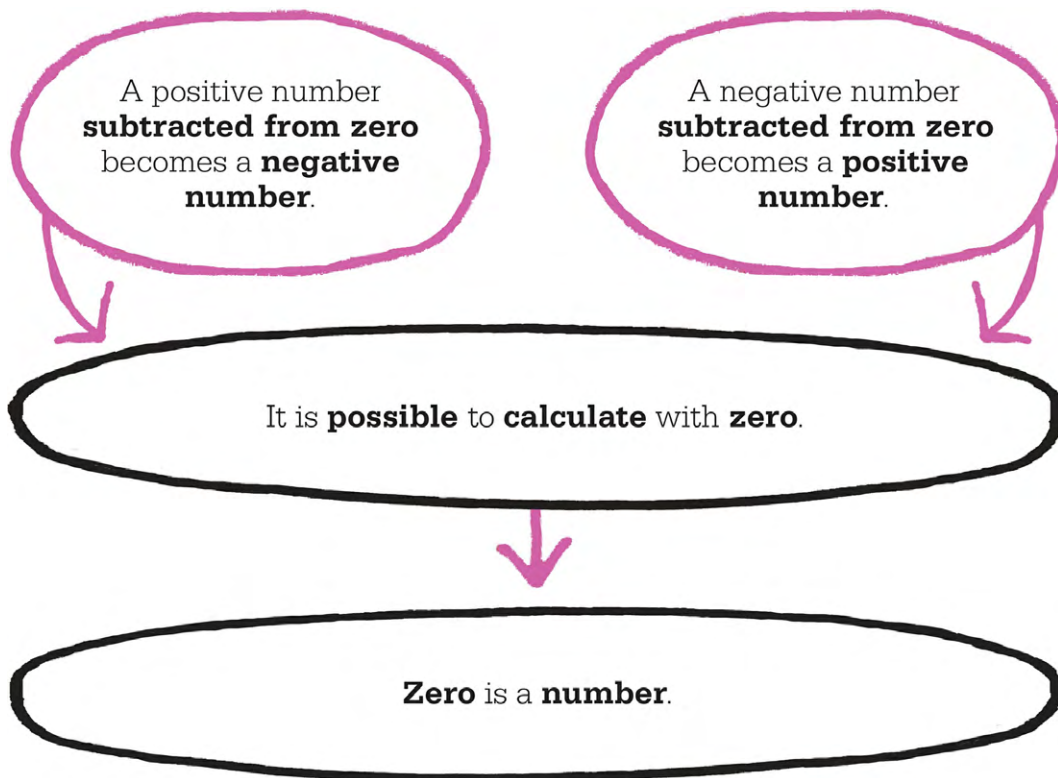 A positive number
subtracted from zero
becomes a negative
number.
A negative number
subtracted from zero
becomes a positive
number.
It is possible to calculate with zero.
Zero is a number.